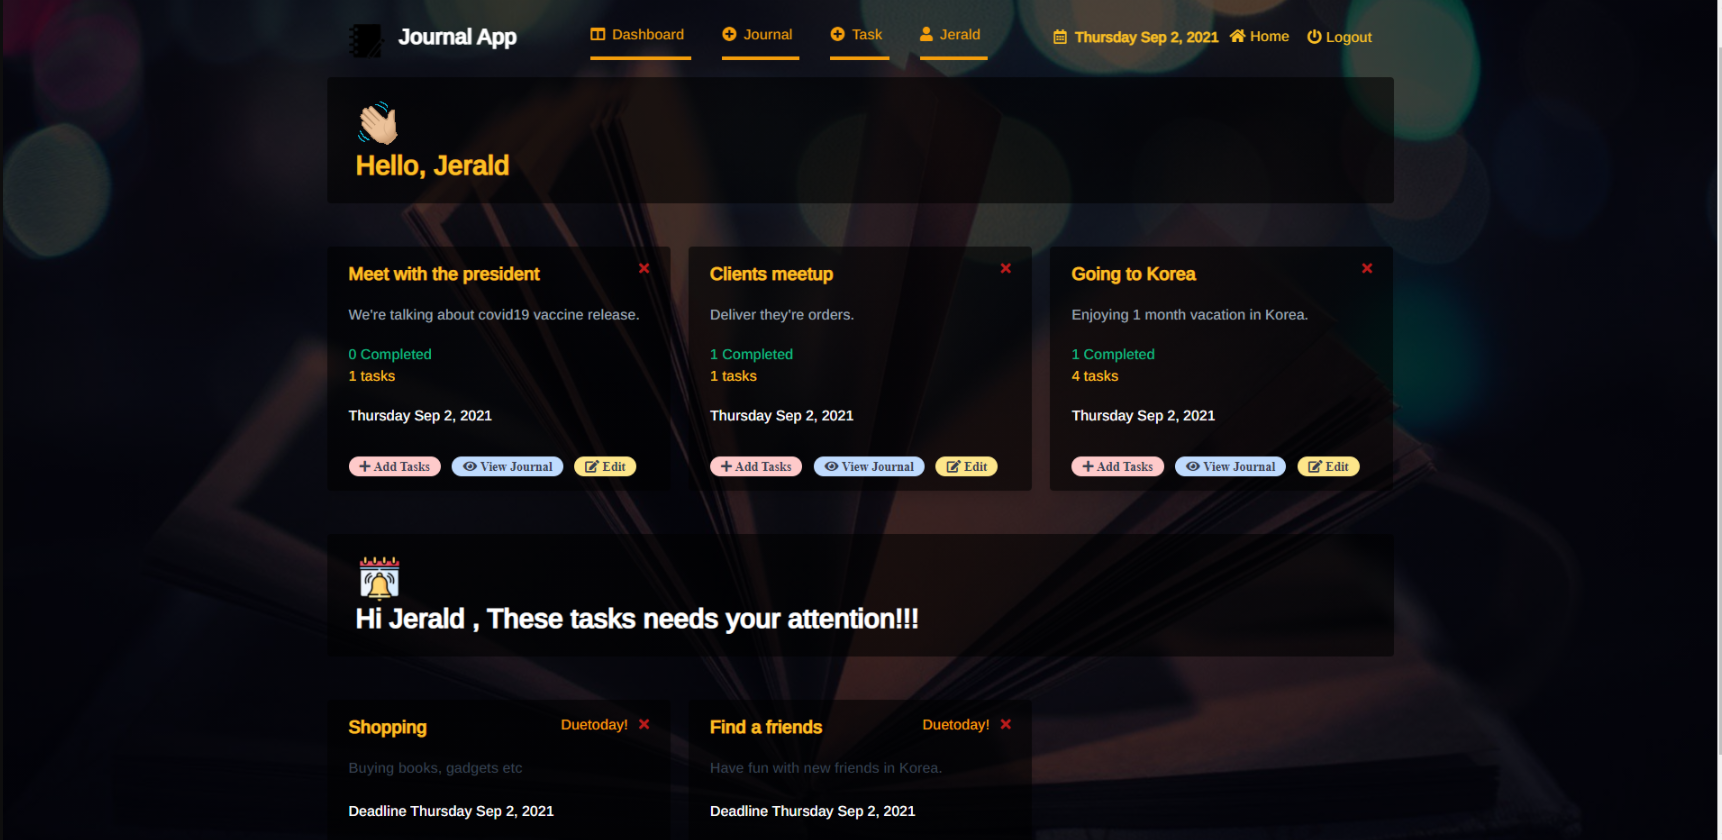 Journal App
Dashboard
Journal
Task
Jerald
Thursday Sep 2, 2021
Home
Logout
Hello, Jerald
Meet with the president
We're talking about covid19 vaccine release.
0 Completed
1 tasks
Thursday Sep 2, 2021
Add Tasks
View Journal
Edit
Clients meetup
Deliver they're orders.
1 Completed
1 tasks
Thursday Sep 2, 2021
Add Tasks
View Journal
Edit
Going to Korea
Enjoying 1 month vacation in Korea.
1 Completed
4 tasks
Thursday Sep 2, 2021
Add Tasks
View Journal
Edit
Hi Jerald , These tasks needs your attention!!!
Shopping
Duetoday!
Buying books, gadgets etc
Deadline Thursday Sep 2, 2021
Find a friends
Duetoday!
Have fun with new friends in Korea.
Deadline Thursday Sep 2, 2021